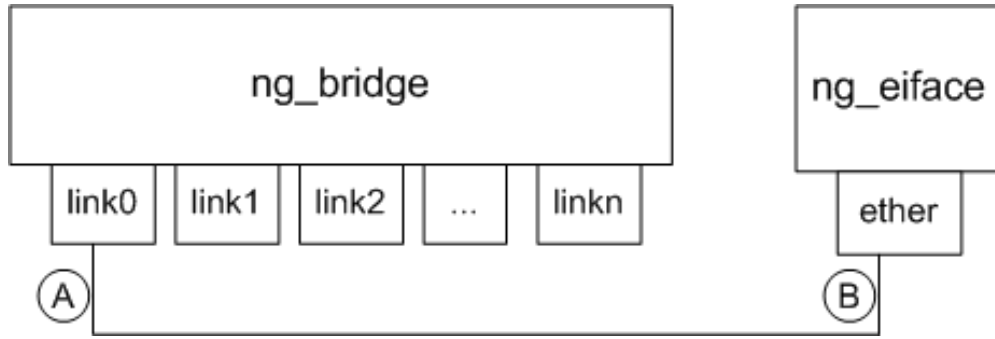 ng_bridge
ng_eiface
link0 link1 link2 ... linkn
ether
A
B